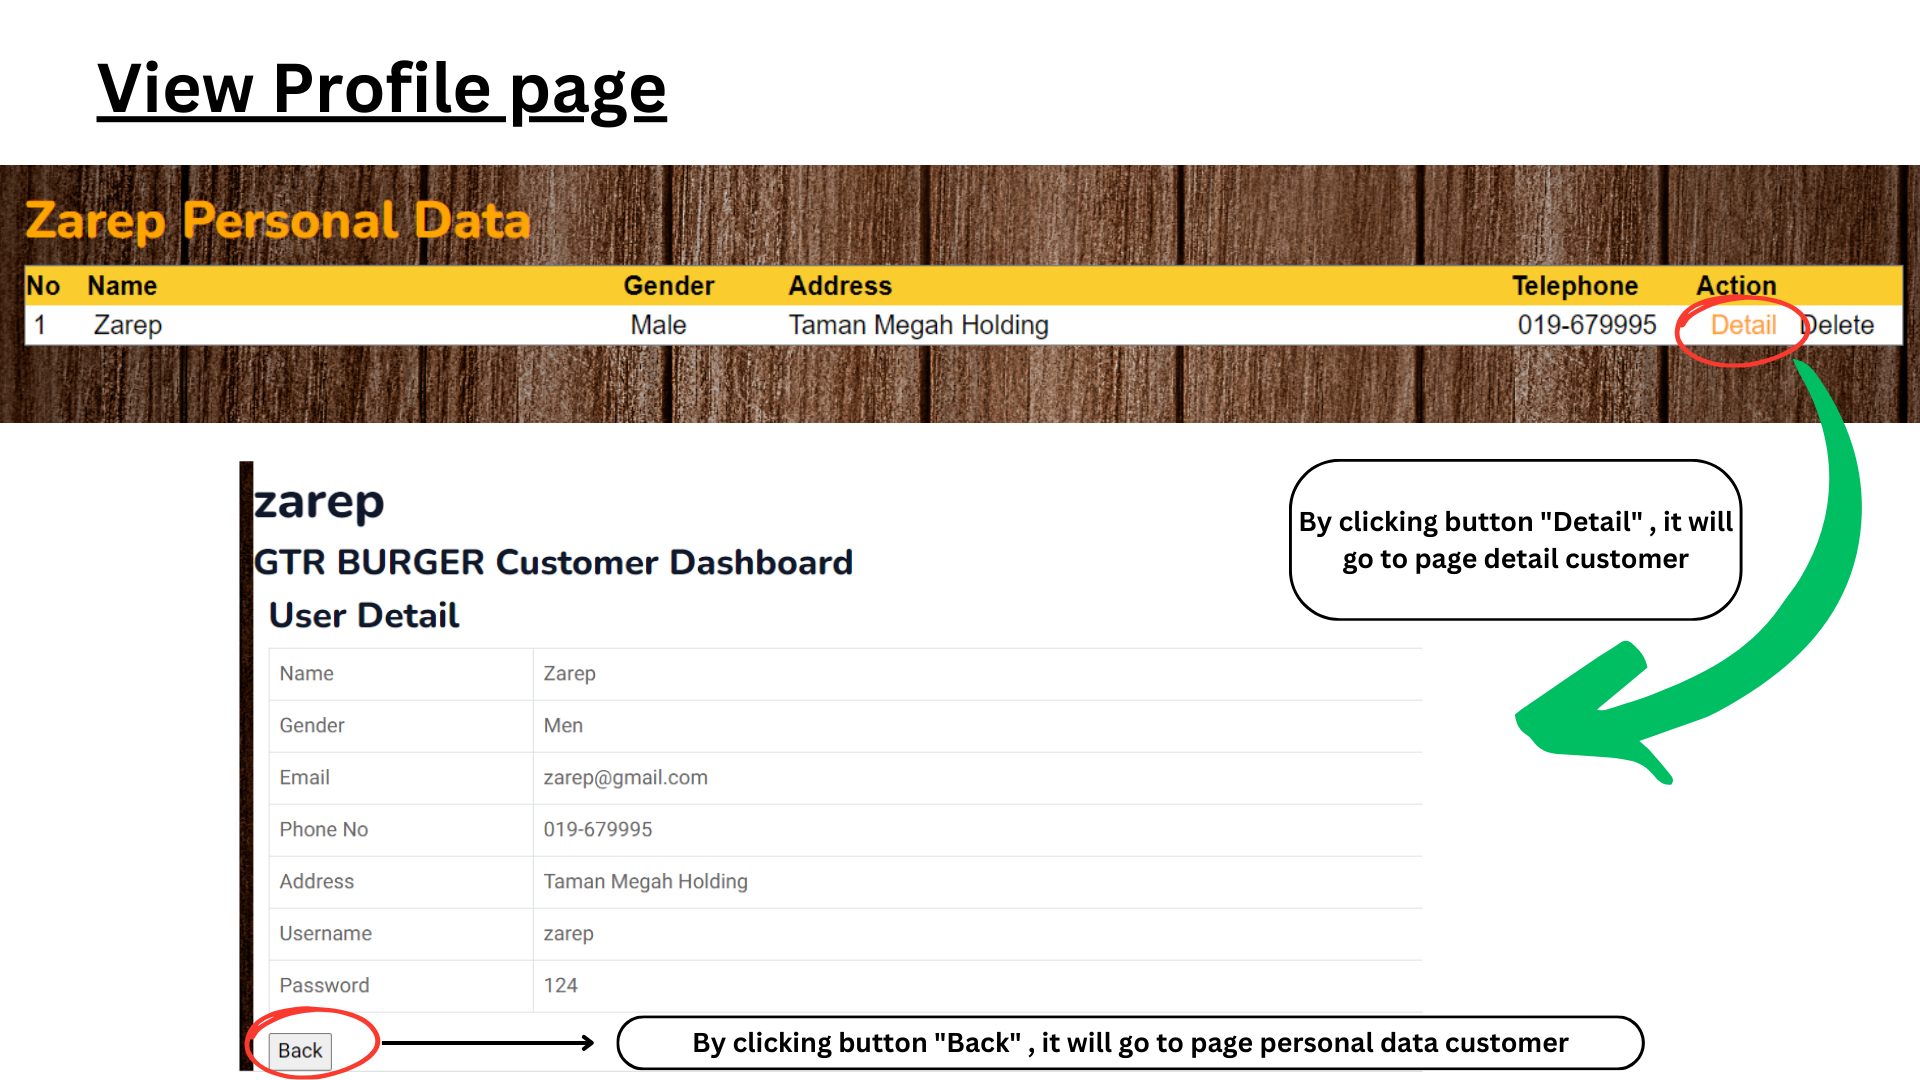 View Profile page
Zarep Personal Data
No Name Gender Address Telephone Action
1 Zarep Male Taman Megah Holding 019-679995 Detail Delete
By clicking button "Detail" , it will
go to page detail customer
zarep
GTR BURGER Customer Dashboard
User Detail
Name Zarep
Gender Men
Email zarep@gmail.com
Phone No 019-679995
Address Taman Megah Holding
Username zarep
Password 124
Back
By clicking button "Back" , it will go to page personal data customer